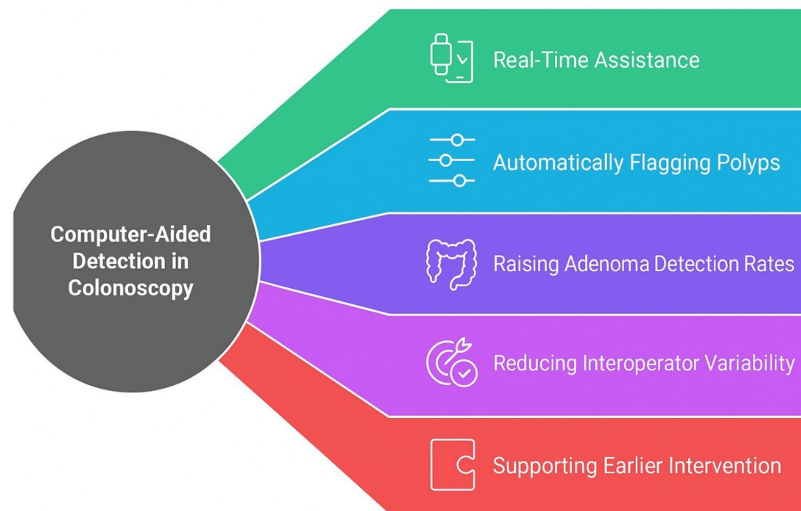 Computer-Aided
Detection in
Colonoscopy
Real-Time Assistance
Automatically Flagging Polyps
Raising Adenoma Detection Rates
Reducing Interoperator Variability
Supporting Earlier Intervention